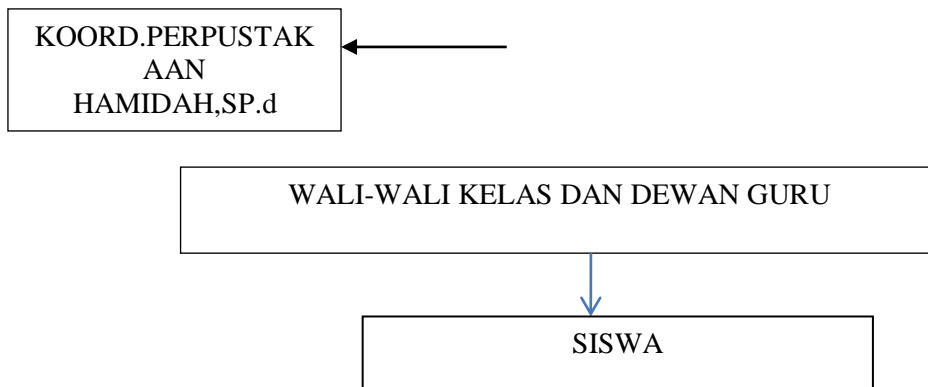 KOORD.PERPUSTAK
AAN
HAMIDAH,SP.d
WALI-WALI KELAS DAN DEWAN GURU
SISWA